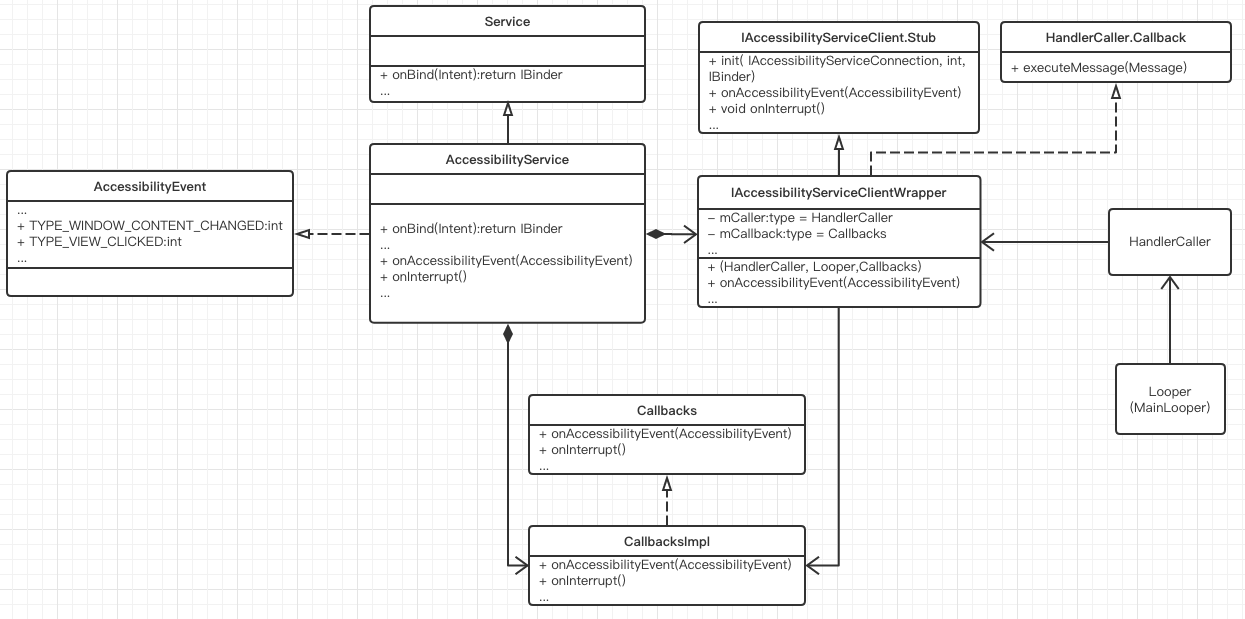 Service
+ onBind(Intent):return IBinder
...
IAccessibilityServiceClient.Stub
+ init( IAccessibilityServiceConnection, int,
IBinder)
+ onAccessibilityEvent(AccessibilityEvent)
+ void onInterrupt()
...
HandlerCaller.Callback
+ executeMessage(Message)
AccessibilityEvent
...
+ TYPE_WINDOW_CONTENT_CHANGED:int
+ TYPE_VIEW_CLICKED:int
...
AccessibilityService
+ onBind(Intent):return IBinder
...
+ onAccessibilityEvent(AccessibilityEvent)
+ onInterrupt()
...
IAccessibilityServiceClientWrapper
– mCaller:type = HandlerCaller
– mCallback:type = Callbacks
...
+ (HandlerCaller, Looper,Callbacks)
+ onAccessibilityEvent(AccessibilityEvent)
...
HandlerCaller
Looper
(MainLooper)
Callbacks
+ onAccessibilityEvent(AccessibilityEvent)
+ onInterrupt()
...
CallbacksImpl
+ onAccessibilityEvent(AccessibilityEvent)
+ onInterrupt()
...